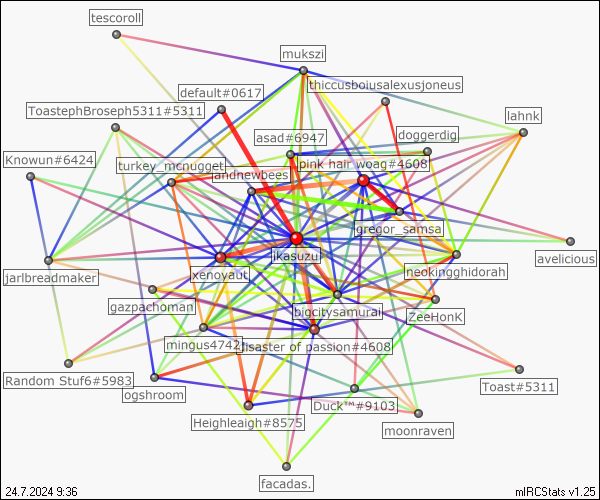 tescoroll
mukszi
thiccusboiusalexusjoneus
default#0617
ToastephBroseph5311#5311
lahnk
asad#6947
doggerdig
Knowun#6424
turkey_mcnugget
pink hair woag#4608
jandnewbees
gregor_samsa
jkasuzu
avelicious
xenovaut
neokingghidorah
jarlbreadmaker
gazpachoman
bigcitysamurai
ZeeHonK
mingus4742
disaster of passion#4608
Random Stuf6#5983
ogshroom
Toast#5311
Duck™#9103
Heighleaigh#8575
moonraven
facadas.
24.7.2024 9:36
mIRCStats v1.25